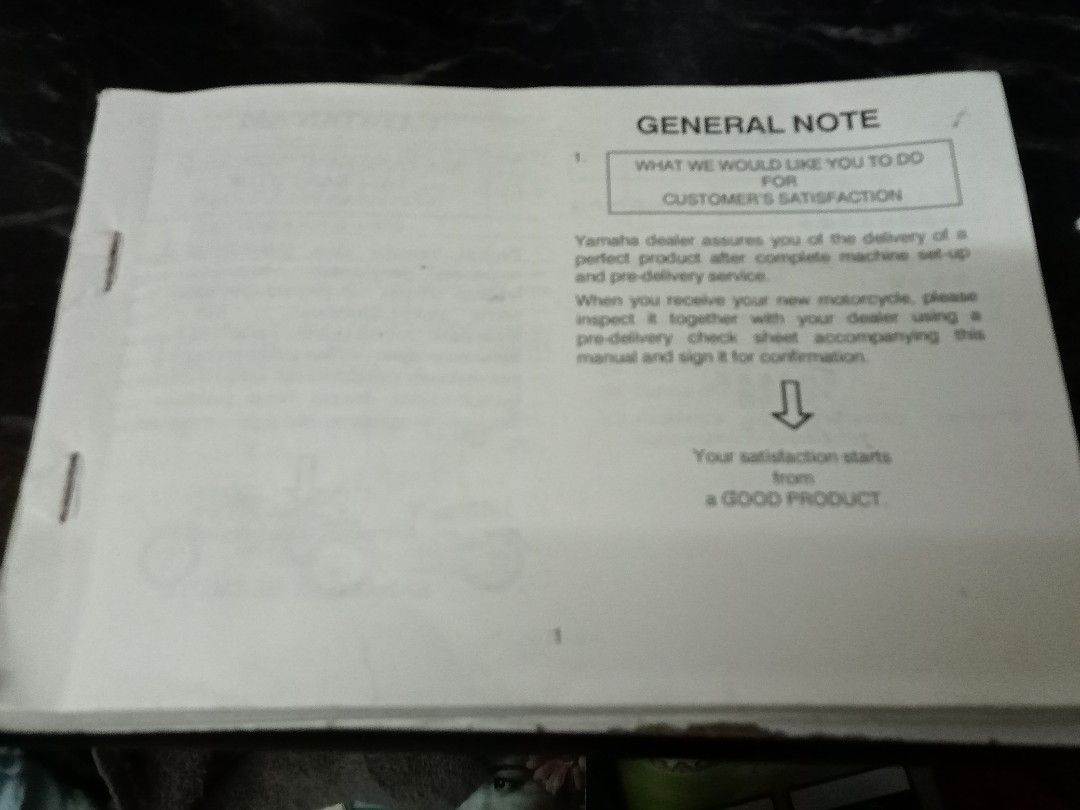 GENERAL NOTE
1.
WHAT WE WOULD LIKE YOU TO DO
FOR
CUSTOMER'S SATISFACTION
Yamaha dealer assures you of the delivery of a
perfect product after complete machine set-up
and pre-delivery service.
When you receive your new motorcycle, please
inspect it together with your dealer using a
pre-delivery check sheet accompanying this
manual and sign it for confirmation.
Your satisfaction starts
from
a GOOD PRODUCT.
1